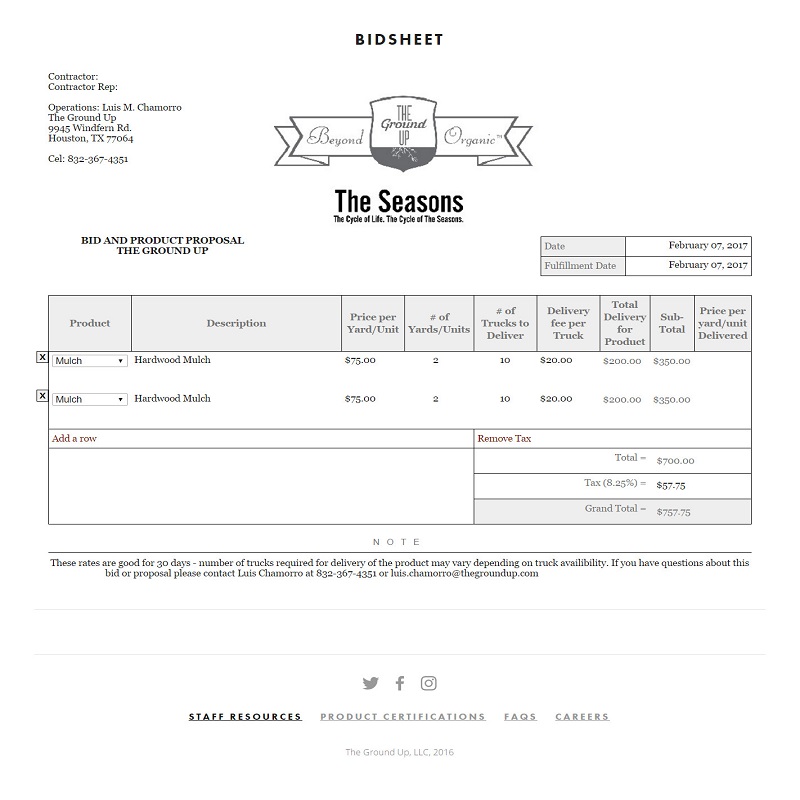 BIDSHEET
Contractor:
Contractor Rep:
Operations: Luis M. Chamorro
The Ground Up
9945 Windfern Rd.
Houston, TX 77064
Cel: 832-367-4351
THE
Ground
UP
Beyond Organic™
The Seasons
The Cycle of Life. The Cycle of The Seasons.
BID AND PRODUCT PROPOSAL
THE GROUND UP
Date February 07, 2017
Fulfillment Date February 07, 2017
Product Description Price per Yard/Unit # of Yards/Units # of Trucks to Deliver Delivery fee per Truck Total Delivery for Product Sub-Total Price per yard/unit Delivered
X Mulch Hardwood Mulch $75.00 2 10 $20.00 $200.00 $350.00
X Mulch Hardwood Mulch $75.00 2 10 $20.00 $200.00 $350.00
Add a row Remove Tax
Total = $700.00
Tax (8.25%) = $57.75
Grand Total = $757.75
NOTE
These rates are good for 30 days - number of trucks required for delivery of the product may vary depending on truck availibility. If you have questions about this
bid or proposal please contact Luis Chamorro at 832-367-4351 or luis.chamorro@thegroundup.com
STAFF RESOURCES PRODUCT CERTIFICATIONS FAQS CAREERS
The Ground Up, LLC, 2016